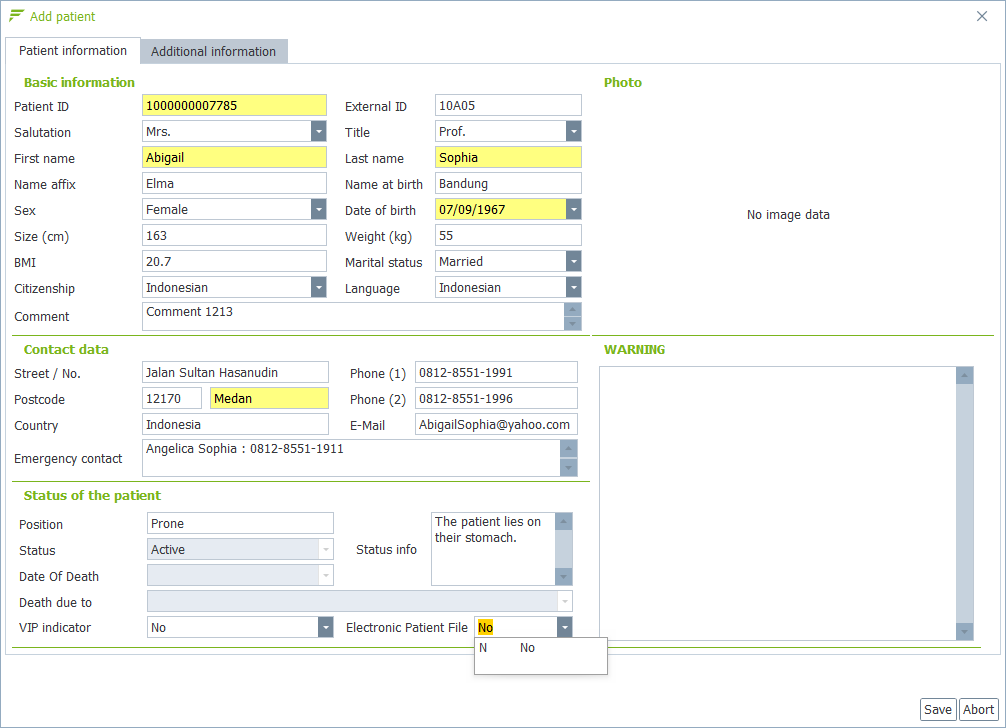 Add patient
Patient information Additional information
Basic information
Patient ID 1000000007785 External ID 10A05
Salutation Mrs. Title Prof.
First name Abigail Last name Sophia
Name affix Elma Name at birth Bandung
Sex Female Date of birth 07/09/1967
Size (cm) 163 Weight (kg) 55
BMI 20.7 Marital status Married
Citizenship Indonesian Language Indonesian
Comment Comment 1213
Photo
No image data
Contact data
Street / No. Jalan Sultan Hasanudin Phone (1) 0812-8551-1991
Postcode 12170 Medan Phone (2) 0812-8551-1996
Country Indonesia E-Mail AbigailSophia@yahoo.com
Emergency contact Angelica Sophia : 0812-8551-1911
WARNING
Status of the patient
Position Prone
Status Active Status info The patient lies on
their stomach.
Date Of Death
Death due to
VIP indicator No Electronic Patient File No
N No
Save Abort